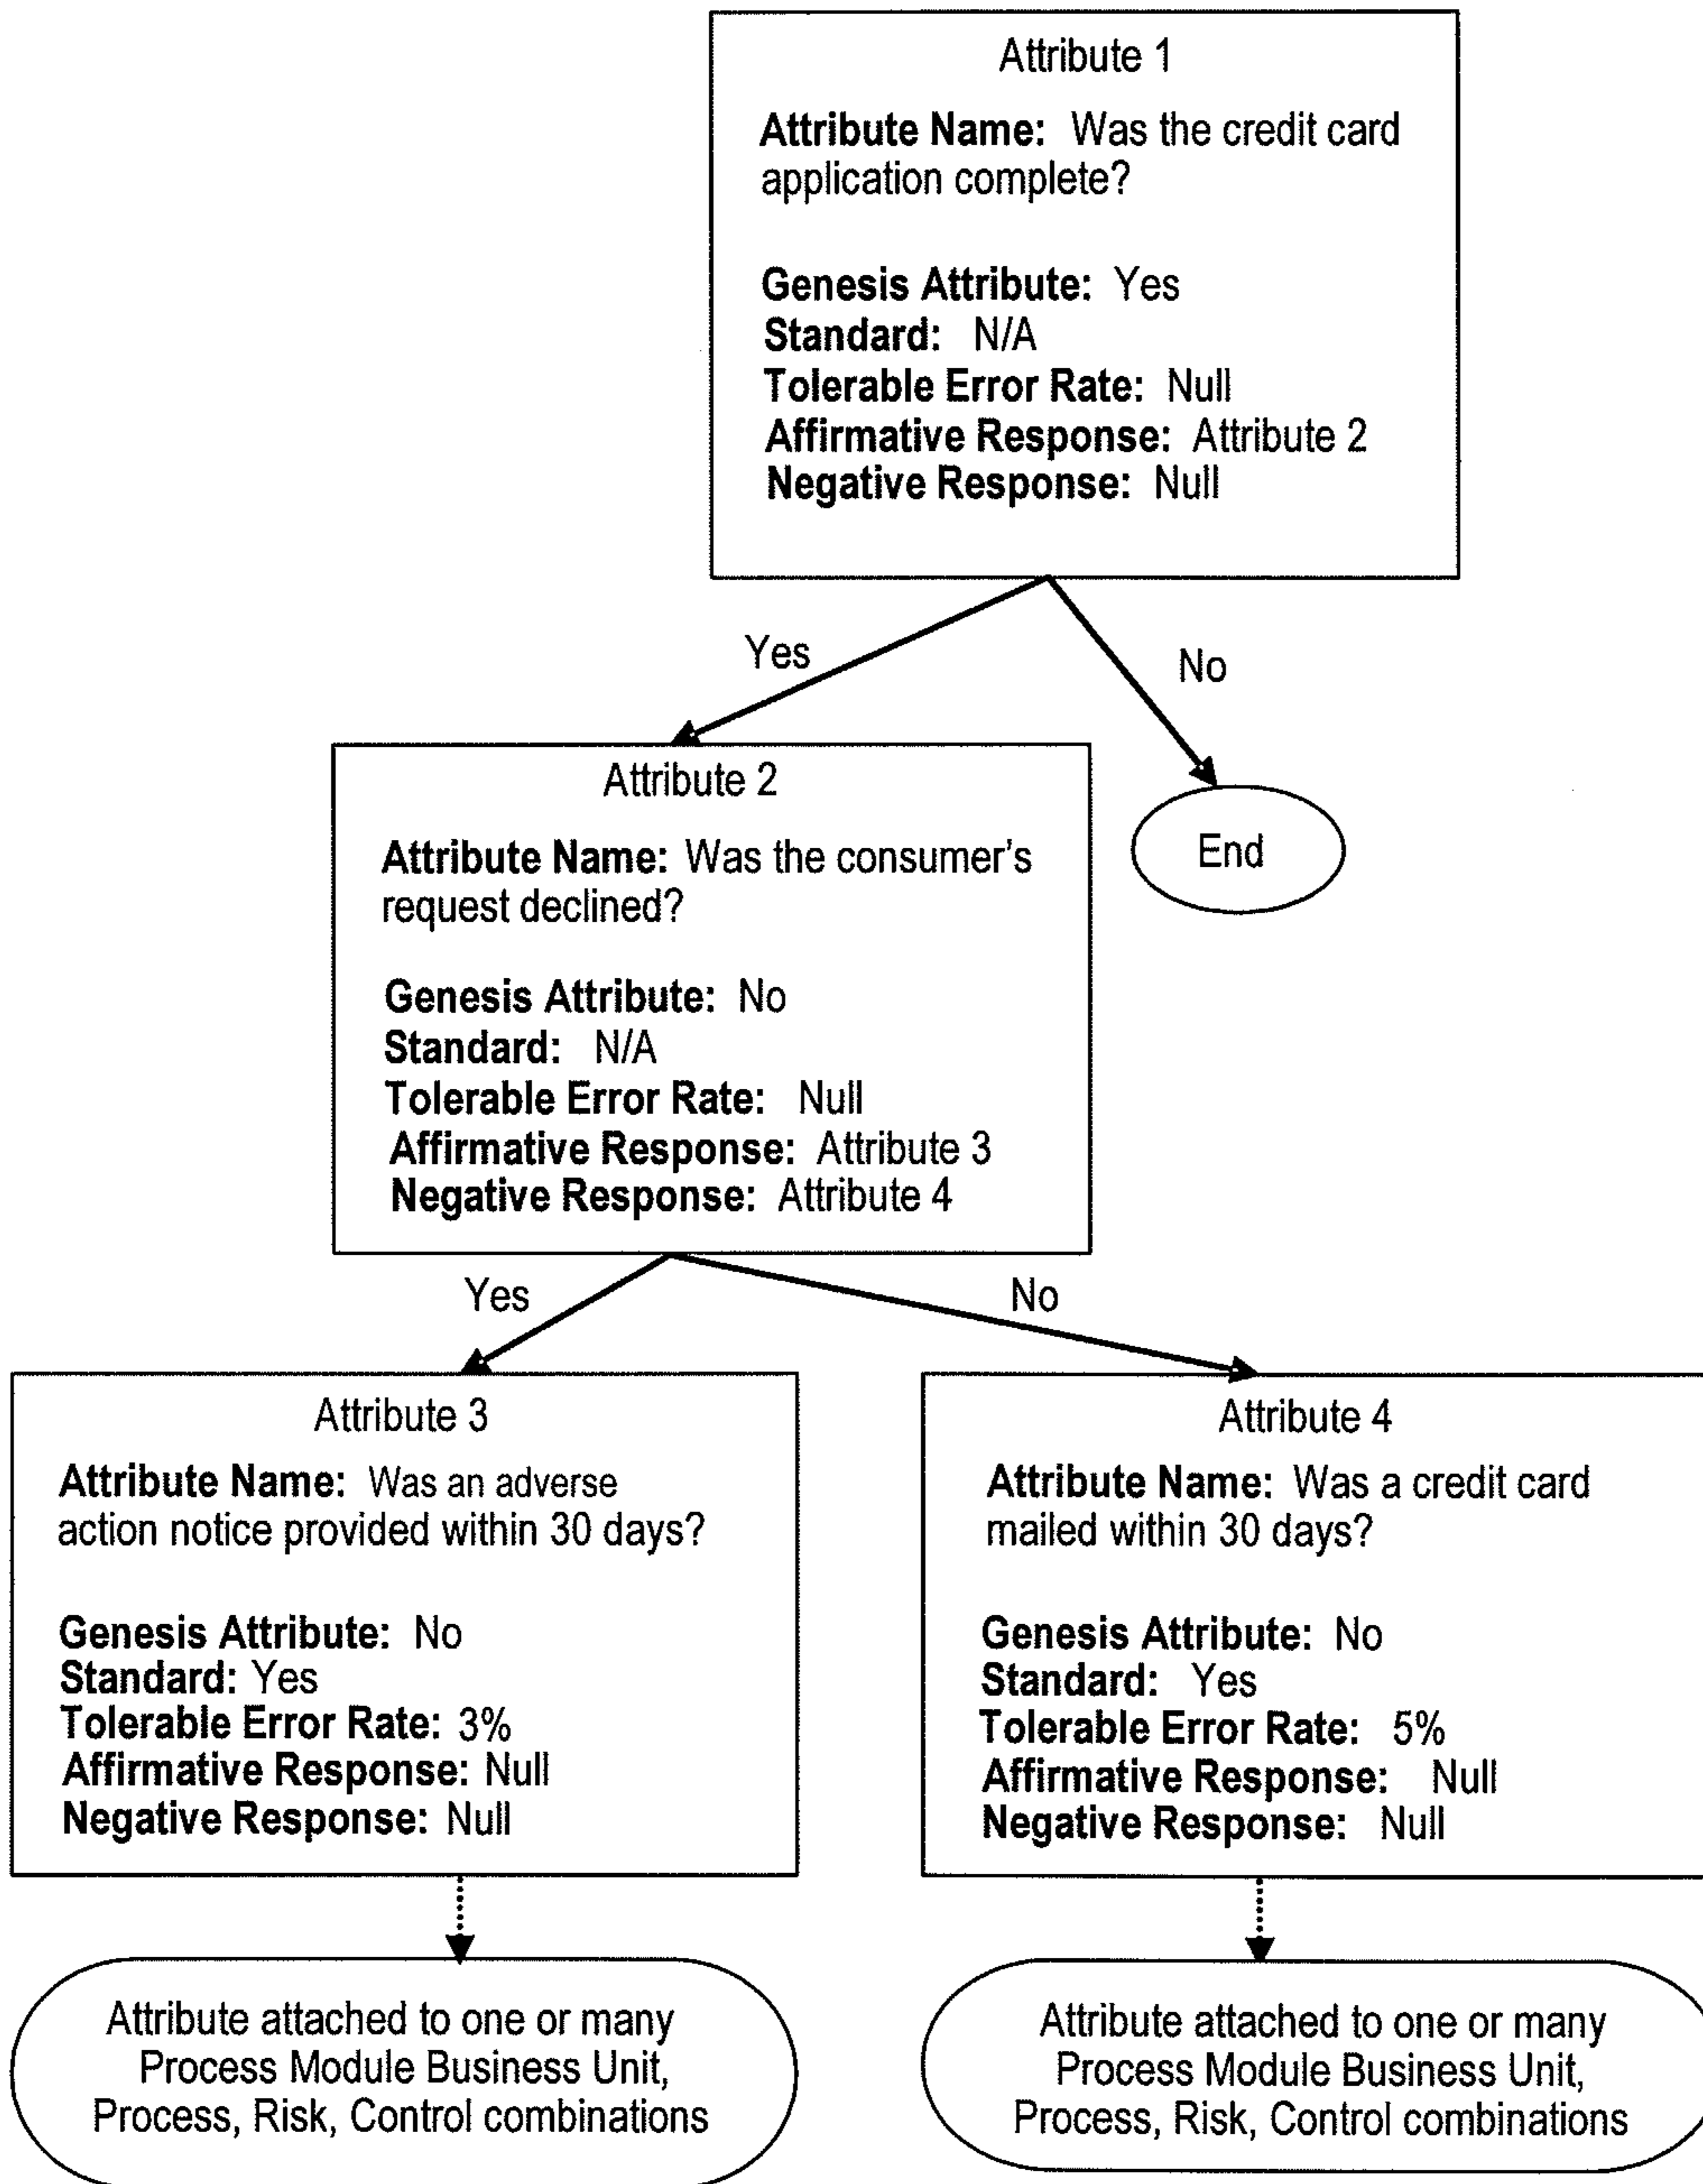 Attribute 1
Attribute Name: Was the credit card
application complete?
Genesis Attribute: Yes
Standard: N/A
Tolerable Error Rate: Null
Affirmative Response: Attribute 2
Negative Response: Null
Yes
No
Attribute 2
Attribute Name: Was the consumer's
request declined?
Genesis Attribute: No
Standard: N/A
Tolerable Error Rate: Null
Affirmative Response: Attribute 3
Negative Response: Attribute 4
End
Yes
No
Attribute 3
Attribute Name: Was an adverse
action notice provided within 30 days?
Genesis Attribute: No
Standard: Yes
Tolerable Error Rate: 3%
Affirmative Response: Null
Negative Response: Null
Attribute 4
Attribute Name: Was a credit card
mailed within 30 days?
Genesis Attribute: No
Standard: Yes
Tolerable Error Rate: 5%
Affirmative Response: Null
Negative Response: Null
Attribute attached to one or many
Process Module Business Unit,
Process, Risk, Control combinations
Attribute attached to one or many
Process Module Business Unit,
Process, Risk, Control combinations